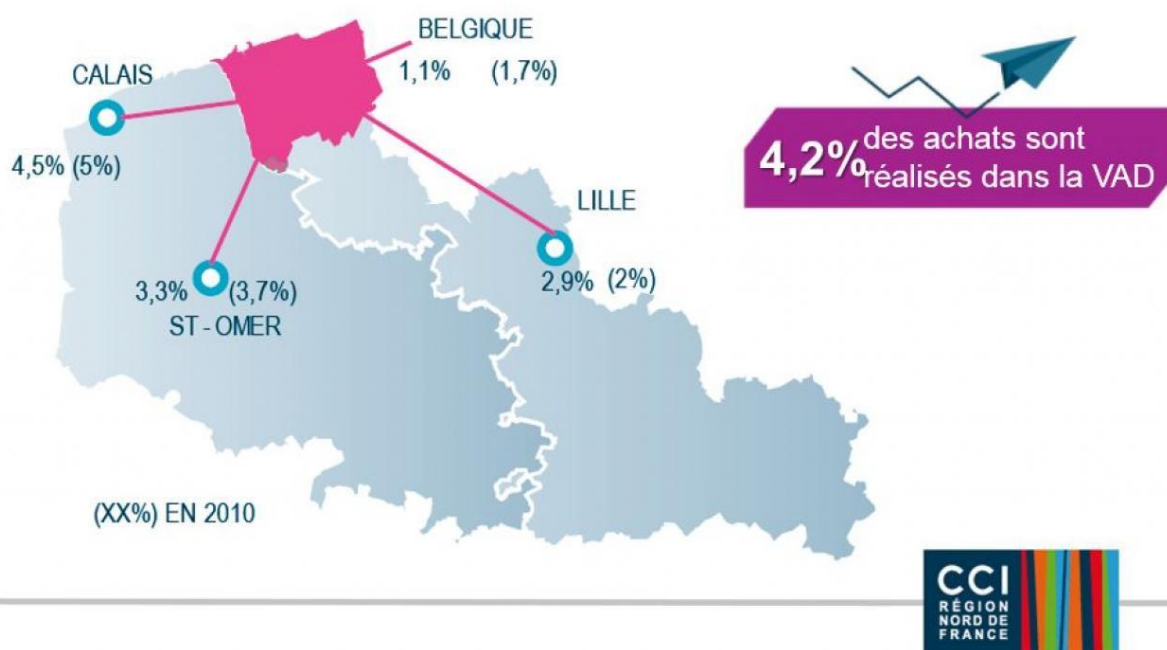 BELGIQUE
1,1% (1,7%)
CALAIS
4,5% (5%)
4,2% des achats sont
réalisés dans la VAD
LILLE
2,9% (2%)
3,3% (3,7%)
ST - OMER
(XX%) EN 2010
CCI
RÉGION
NORD DE
FRANCE